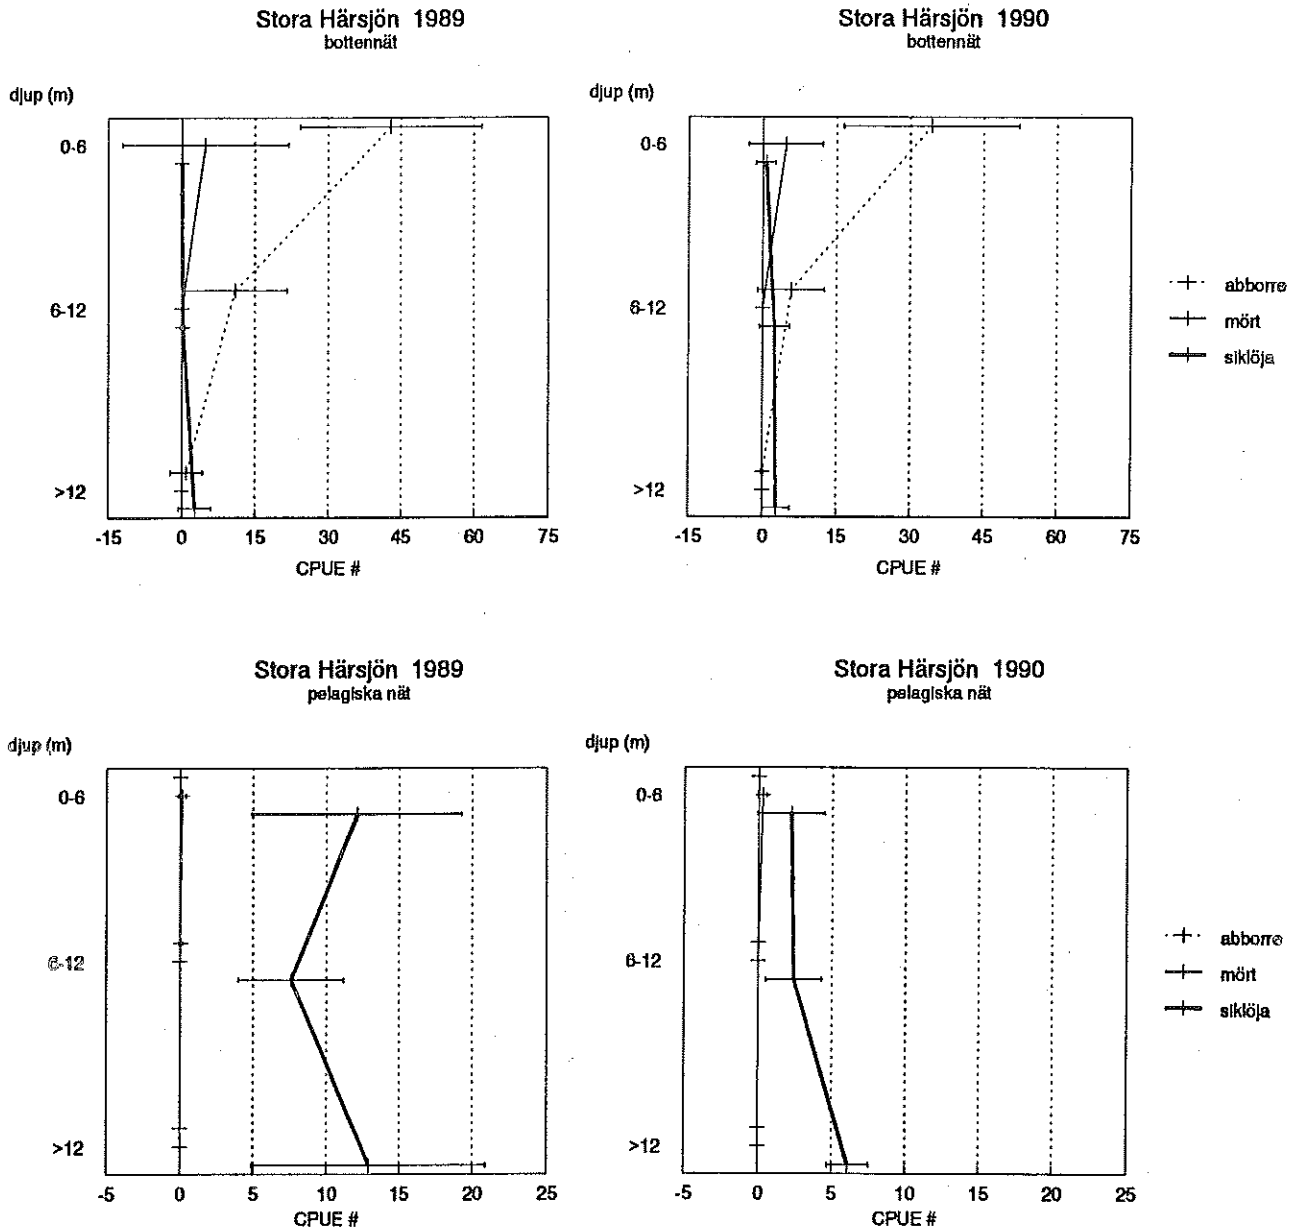 Stora Härsjön 1989
bottennät
djup (m)
0-6
6-12
>12
-15 0 15 30 45 60 75
CPUE #
Stora Härsjön 1990
bottennät
djup (m)
0-6
6-12
>12
-15 0 15 30 45 60 75
CPUE #
abborre
mört
siklöja
Stora Härsjön 1989
pelagiska nät
djup (m)
0-6
6-12
>12
-5 0 5 10 15 20 25
CPUE #
Stora Härsjön 1990
pelagiska nät
djup (m)
0-6
6-12
>12
-5 0 5 10 15 20 25
CPUE #
abborre
mört
siklöja